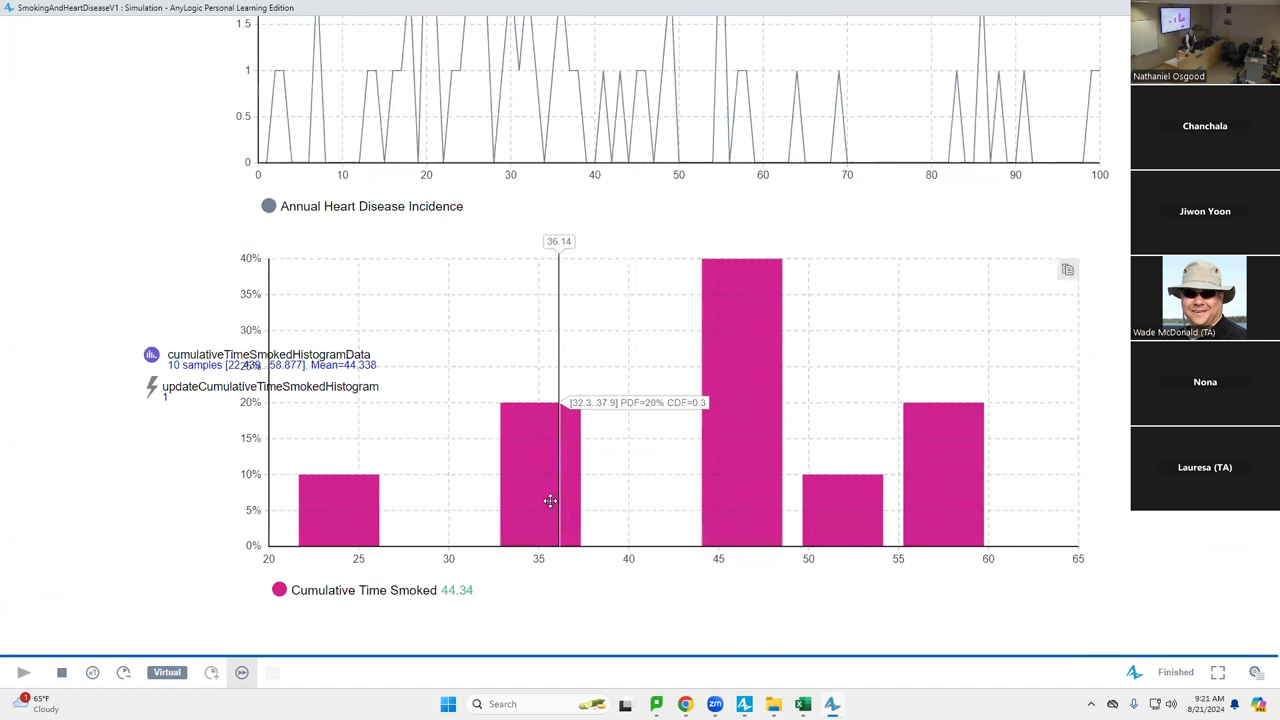 SmokingAndHeartDiseaseV1 : Simulation - AnyLogic Personal Learning Edition
1.5
1
0.5
0
0 10 20 30 40 50 60 70 80 90 100
Annual Heart Disease Incidence
36.14
40%
35%
30%
25%
20%
15%
10%
5%
0%
cumulativeTimeSmokedHistogramData
10 samples [22.439...58.877]. Mean=44.338
updateCumulativeTimeSmokedHistogram
1
[32.3..37.9] PDF=20% CDF=0.3
20 25 30 35 40 45 50 55 60 65
Cumulative Time Smoked 44.34
Nathaniel Osgood
Chanchala
Jiwon Yoon
Wade McDonald (TA)
Nona
Lauresa (TA)
x1
Virtual
Finished
1
65°F
Cloudy
Search
9:21 AM
8/21/2024